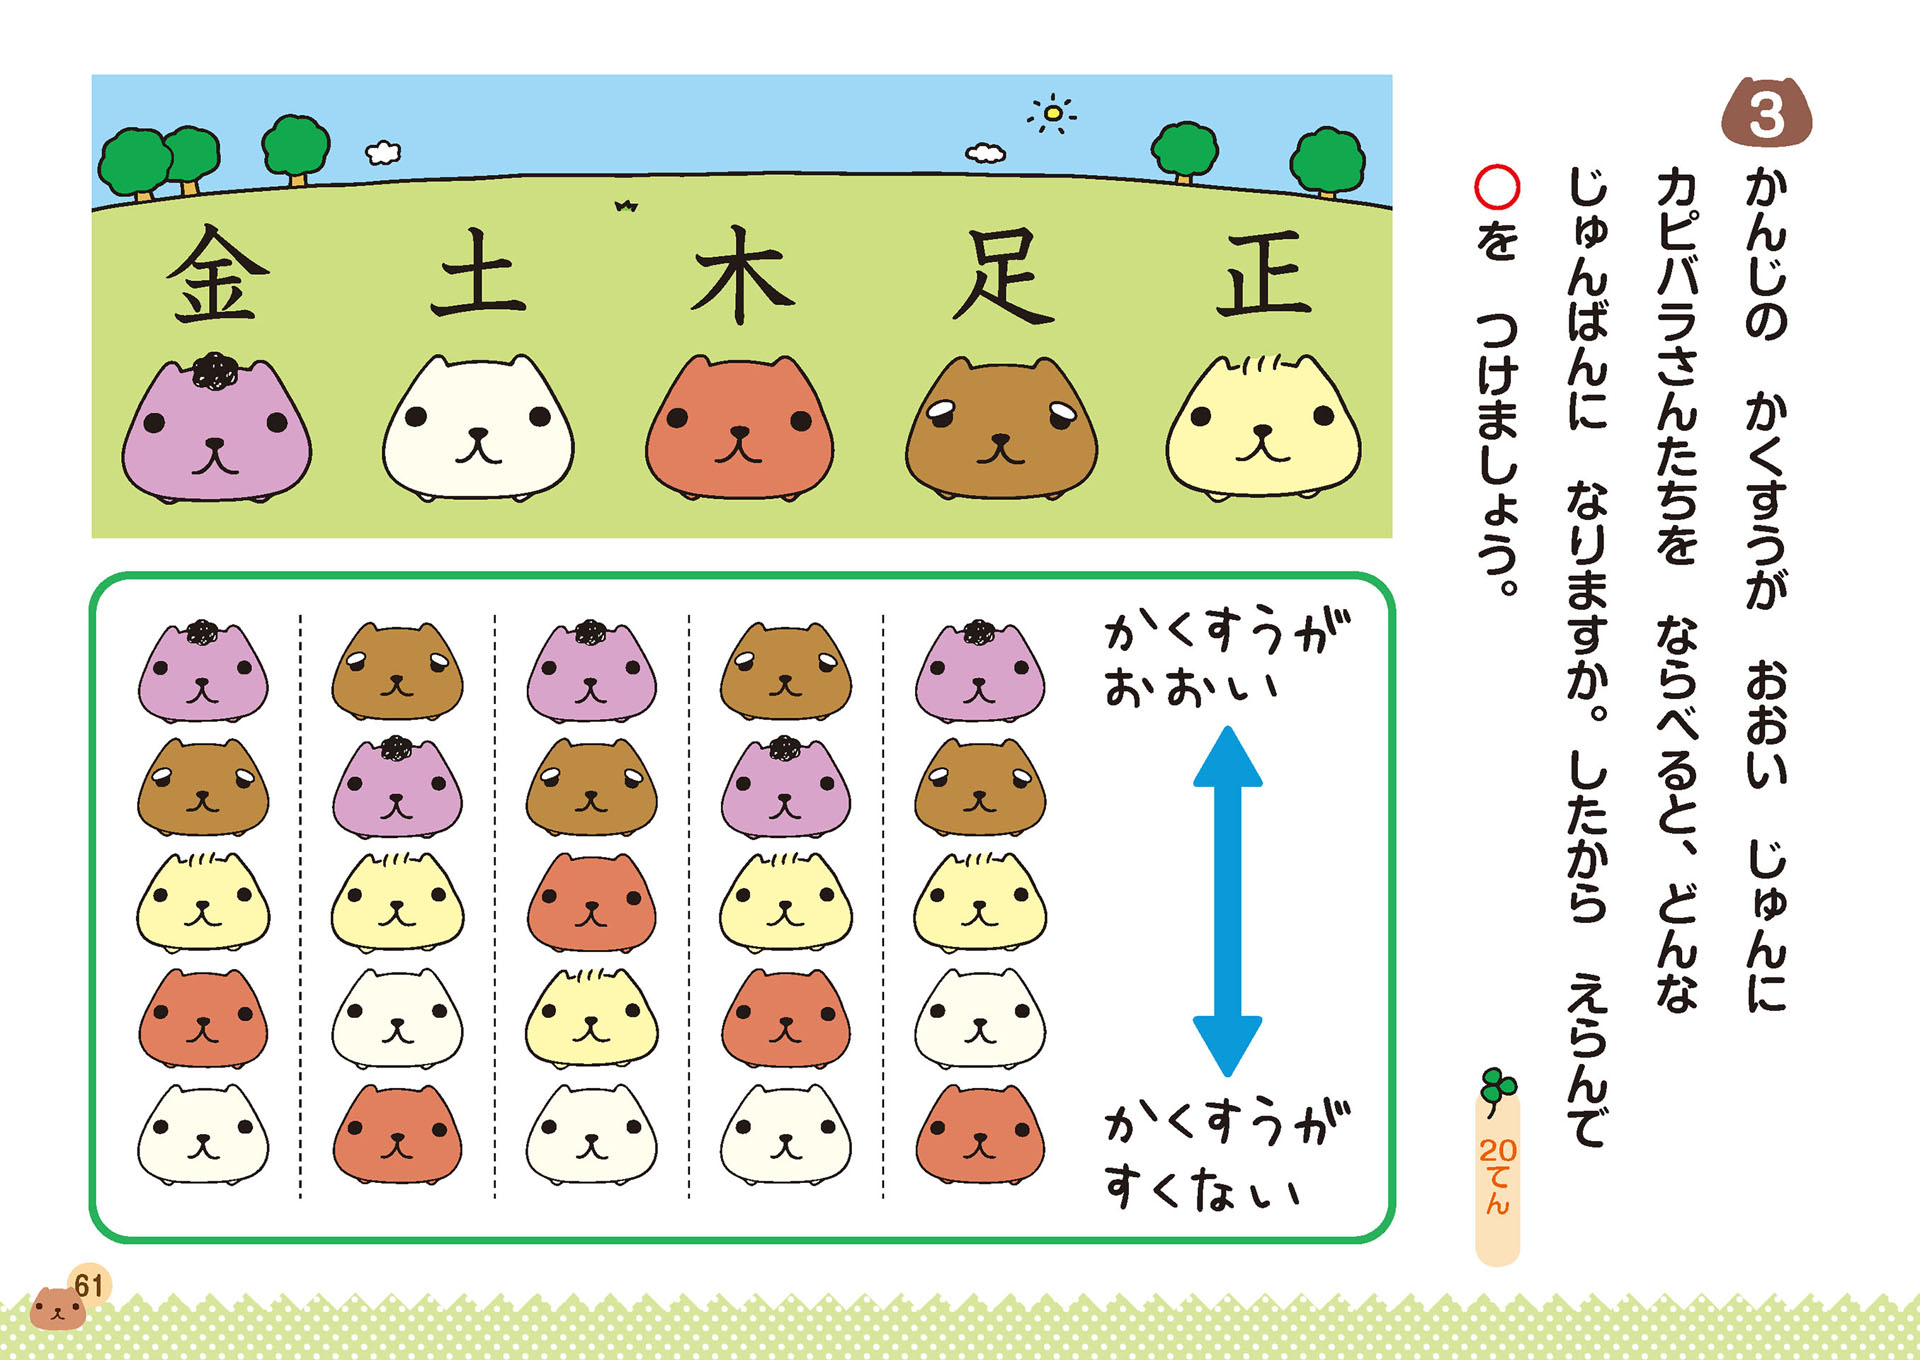 3
かんじの かくすうが おおい じゅんに
カピバラさんたちを ならべると、どんな
じゅんばんに なりますか。したから えらんで
○を つけましょう。
20てん
正
足
木
土
金
かくすうが
おおい
かくすうが
すくない
61